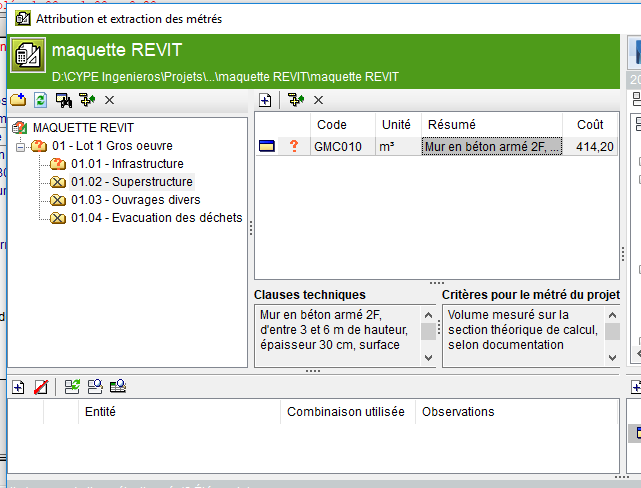 Attribution et extraction des métrés
maquette REVIT
D:\CYPE Ingenieros\Projets\...\maquette REVIT\maquette REVIT
MAQUETTE REVIT
01 - Lot 1 Gros oeuvre
01.01 - Infrastructure
01.02 - Superstructure
01.03 - Ouvrages divers
01.04 - Evacuation des déchets
Code Unité Résumé Coût
GMC010 m³ Mur en béton armé 2F, ... 414,20
Clauses techniques
Mur en béton armé 2F,
d'entre 3 et 6 m de hauteur,
épaisseur 30 cm, surface
Critères pour le métré du projet
Volume mesuré sur la
section théorique de calcul,
selon documentation
Entité Combinaison utilisée Observations